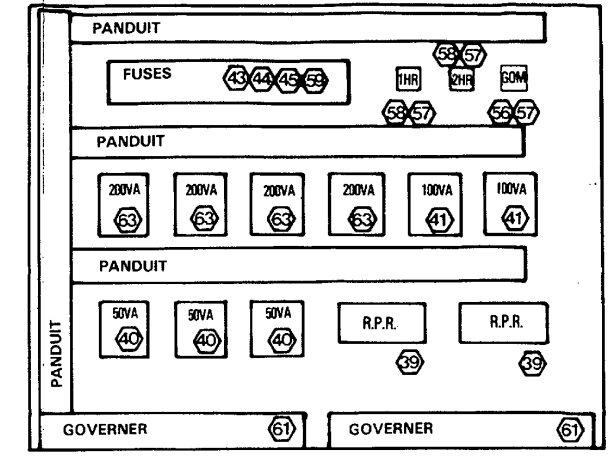 PANDUIT
58 57
FUSES 43 44 45 59 1HR 2HR GOM
58 57 56 57
PANDUIT
200VA 200VA 200VA 200VA 100VA 100VA
63 63 63 63 41 41
PANDUIT
50VA 50VA 50VA R.P.R. R.P.R.
40 40 40
39 39
PANDUIT
GOVERNER 61 GOVERNER 61